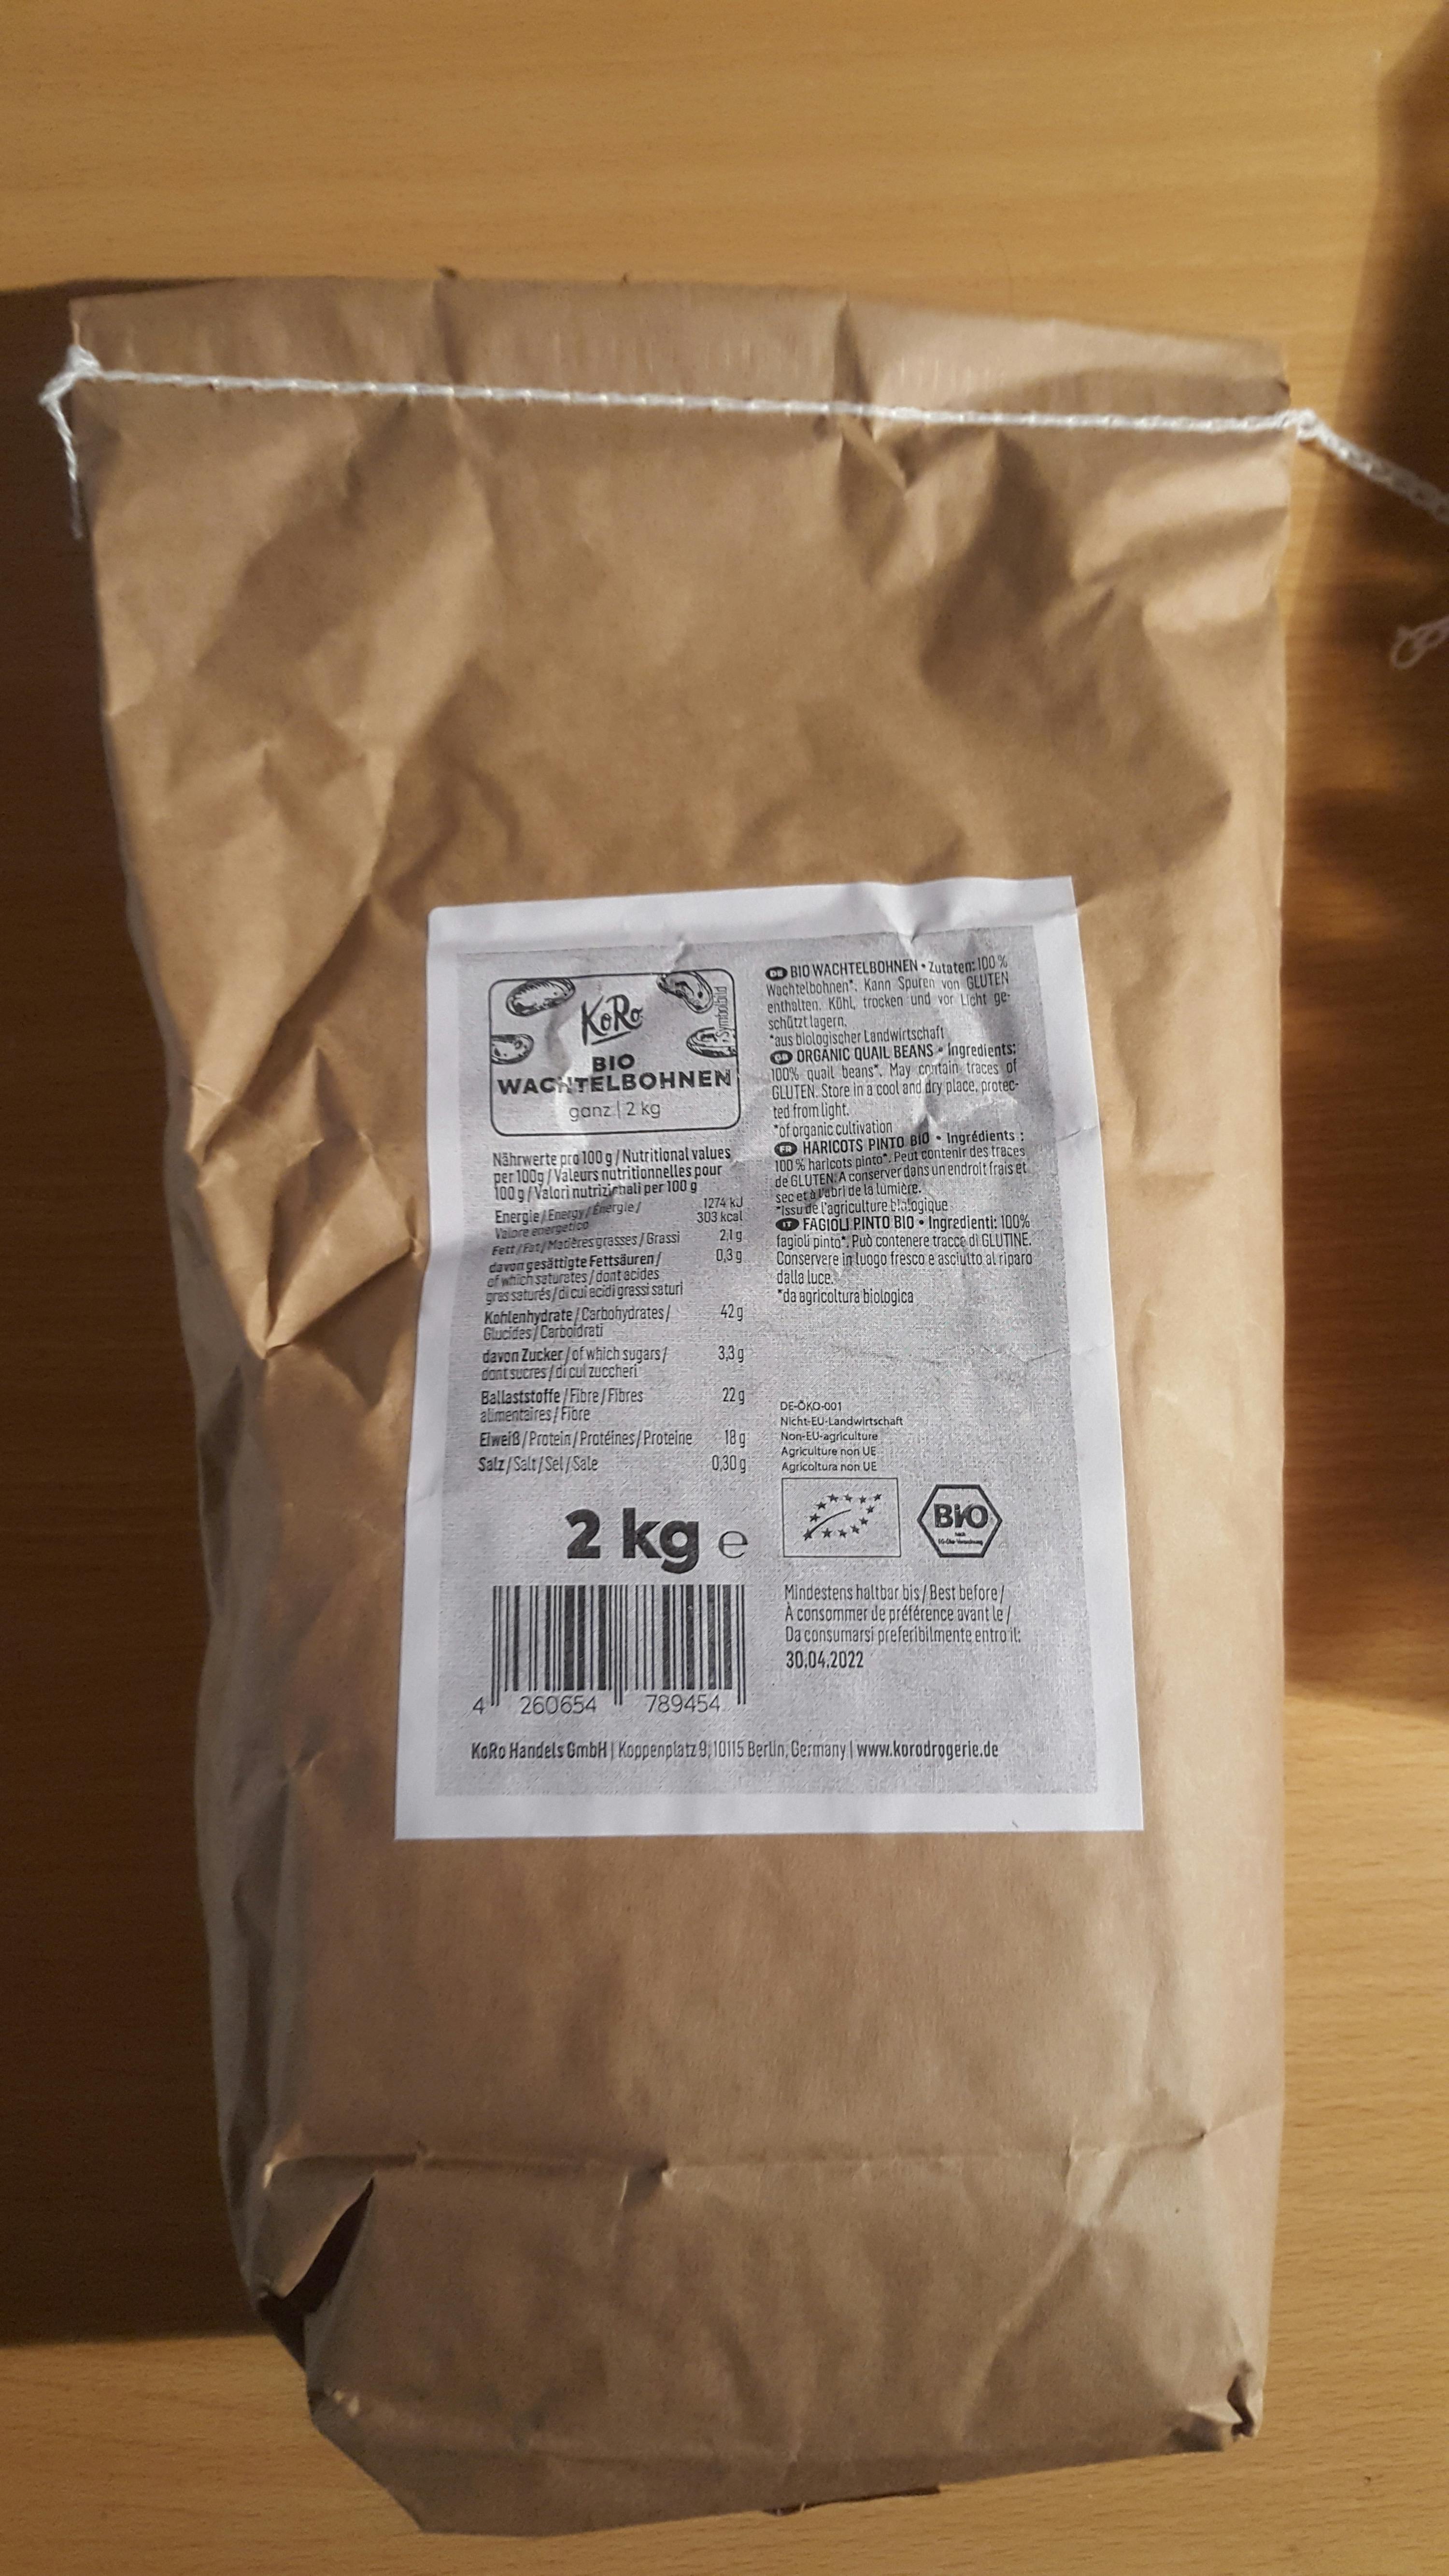 KoRo
Symbolbild
BIO
WACHTELBOHNEN
ganz | 2 kg
Nährwerte pro 100 g / Nutritional values
per 100g / Valeurs nutritionnelles pour
100 g / Valori nutrizionali per 100 g
Energie / Energy / Énergie / 1274 kJ
Valore energetico 303 kcal
Fett / Fat / Matières grasses / Grassi 2,1 g
davon gesättigte Fettsäuren / 0,3 g
of which saturates / dont acides
gras saturés / di cui acidi grassi saturi
Kohlenhydrate / Carbohydrates / 42 g
Glucides / Carboidrati
davon Zucker / of which sugars / 3,3 g
dont sucres / di cui zuccheri
Ballaststoffe / Fibre / Fibres 22 g
alimentaires / Fibre
Eiweiß / Protein / Protéines / Proteine 18 g
Salz / Salt / Sel / Sale 0,30 g
2 kg e
4 260654 789454
DE BIO WACHTELBOHNEN • Zutaten: 100 %
Wachtelbohnen*. Kann Spuren von GLUTEN
enthalten. Kühl, trocken und vor Licht ge-
schützt lagern.
*aus biologischer Landwirtschaft
GB ORGANIC QUAIL BEANS • Ingredients:
100% quail beans*. May contain traces of
GLUTEN. Store in a cool and dry place, protec-
ted from light.
*of organic cultivation
FR HARICOTS PINTO BIO • Ingrédients :
100 % haricots pinto*. Peut contenir des traces
de GLUTEN. A conserver dans un endroit frais et
sec et à l'abri de la lumière.
*Issu de l'agriculture biologique
IT FAGIOLI PINTO BIO • Ingredienti: 100%
fagioli pinto*. Può contenere tracce di GLUTINE.
Conservere in luogo fresco e asciutto al riparo
dalla luce.
*da agricoltura biologica
DE-ÖKO-001
Nicht-EU-Landwirtschaft
Non-EU-agriculture
Agriculture non UE
Agricoltura non UE
BIO
nach
EG-Öko-Verordnung
Mindestens haltbar bis / Best before /
À consommer de préférence avant le /
Da consumarsi preferibilmente entro il:
30.04.2022
KoRo Handels GmbH | Koppenplatz 9, 10115 Berlin, Germany | www.korodrogerie.de